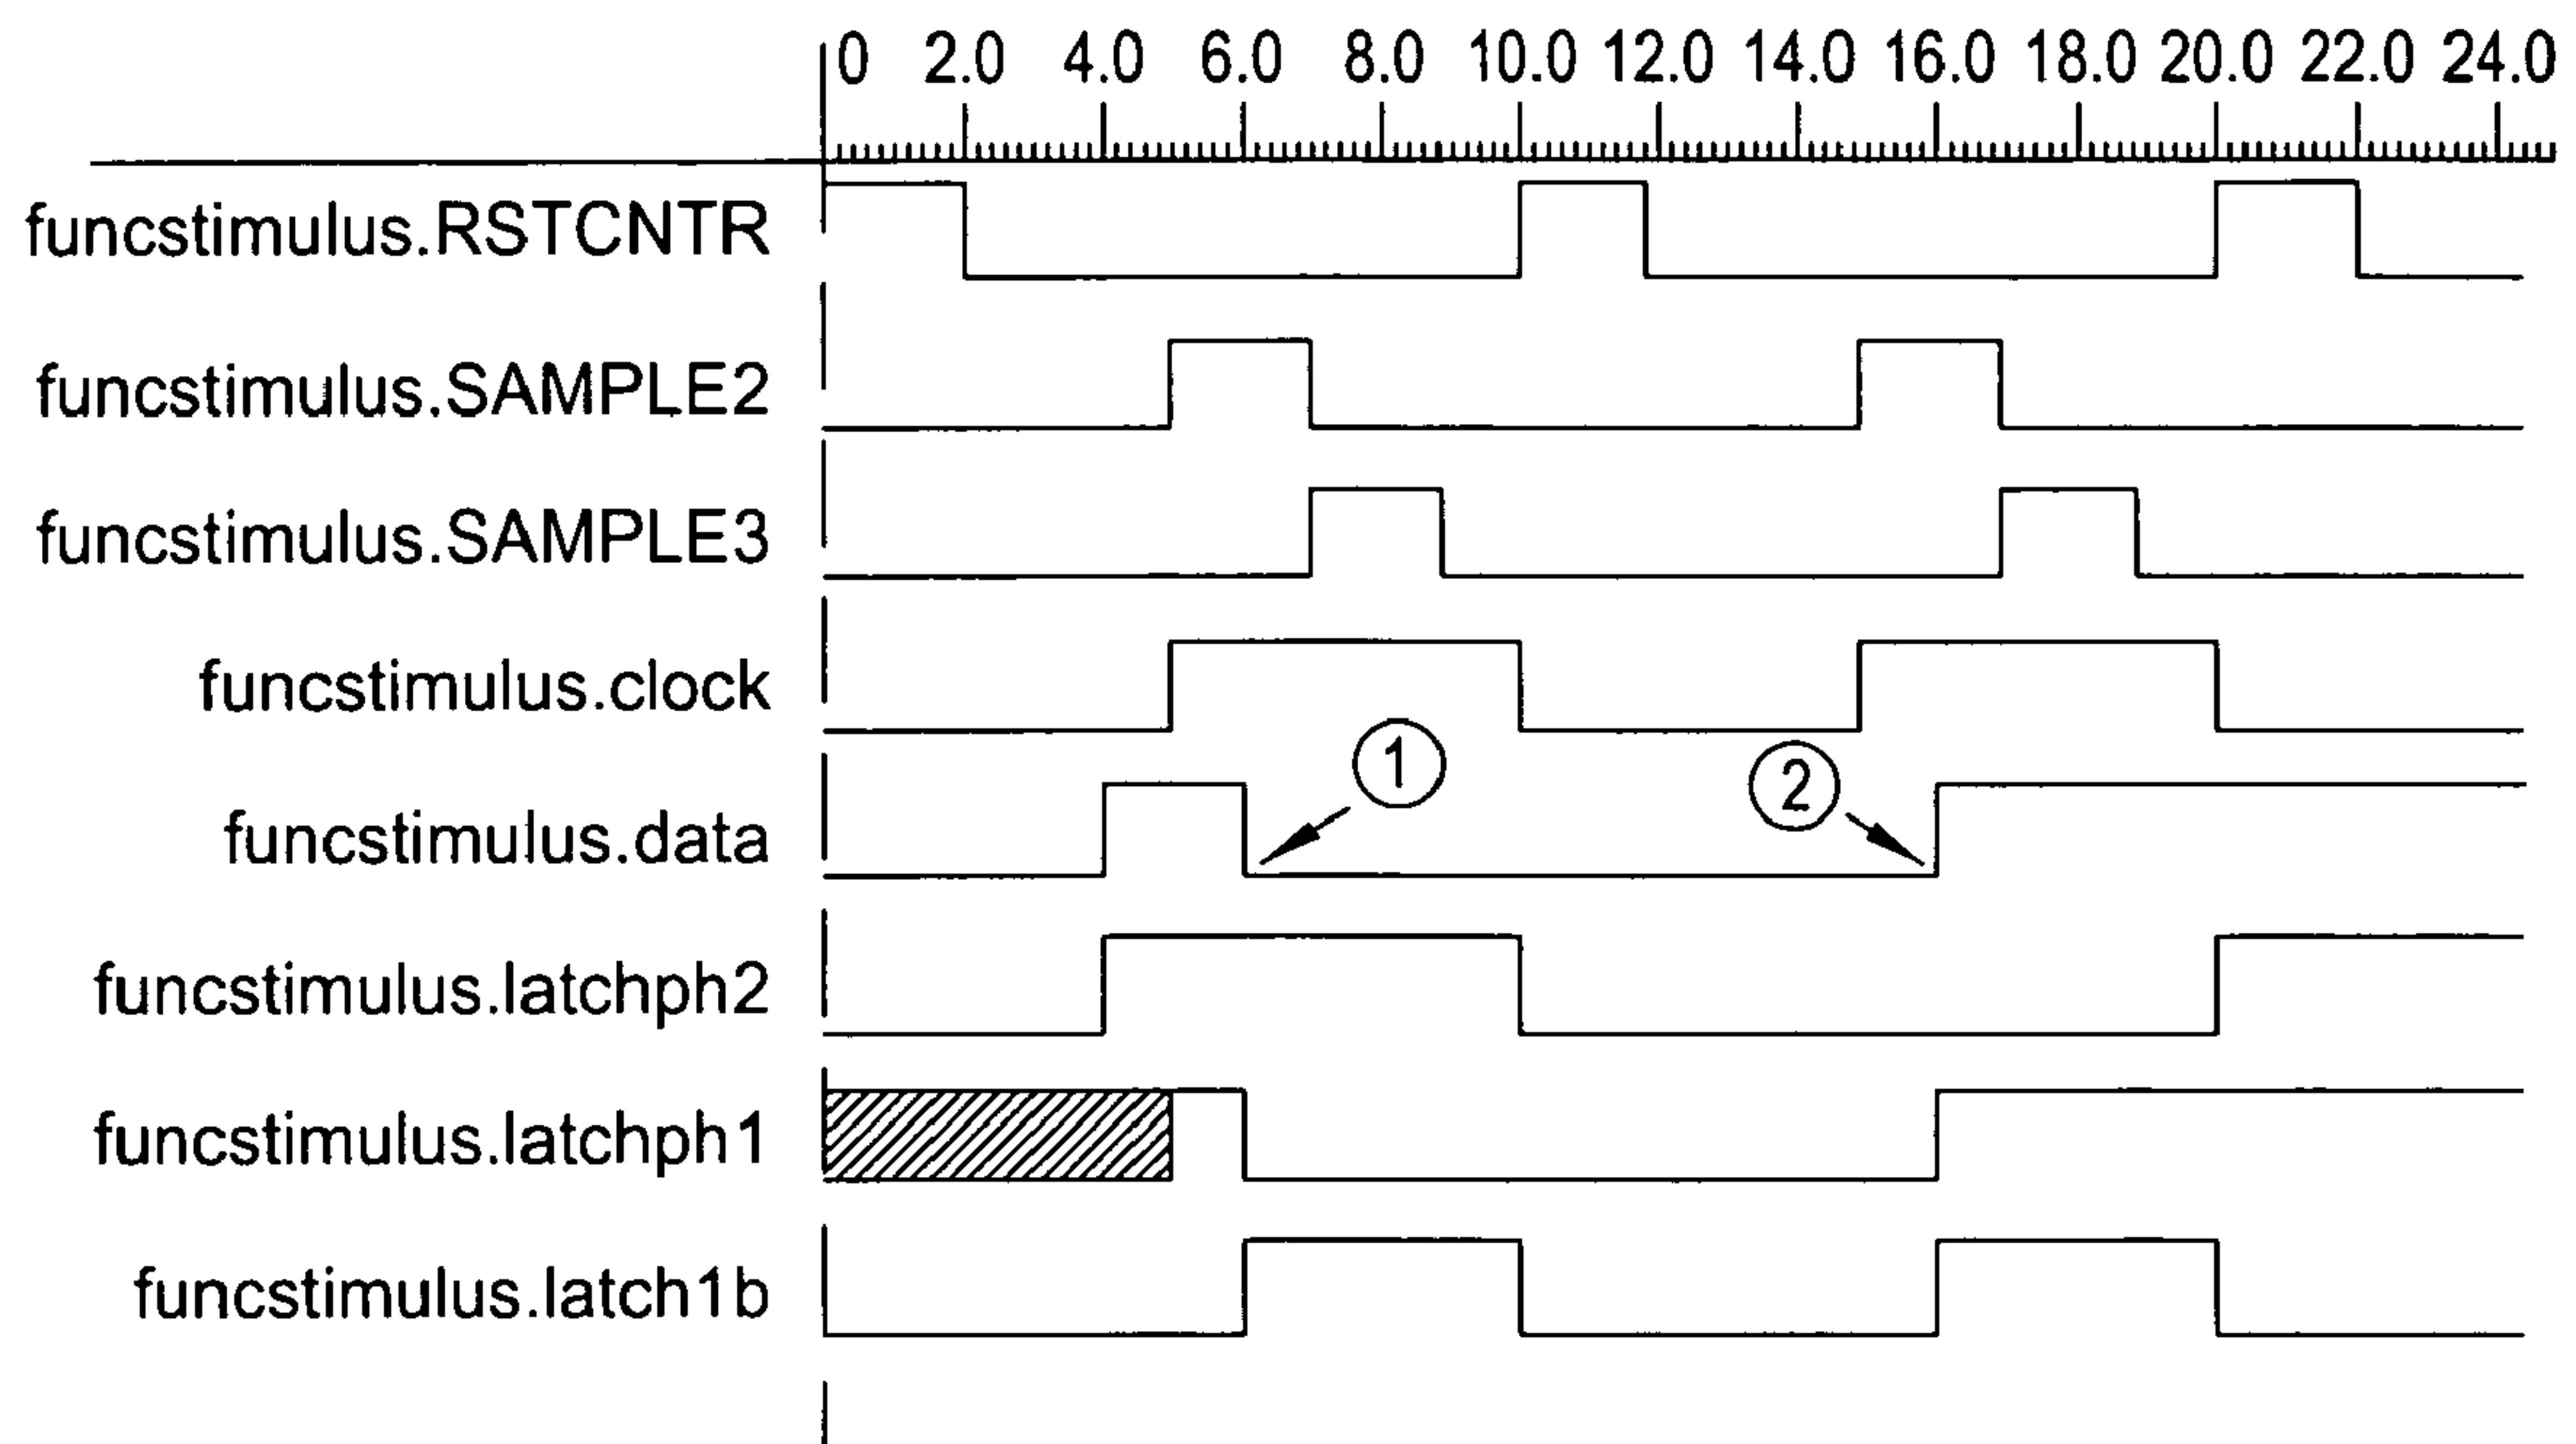 0 2.0 4.0 6.0 8.0 10.0 12.0 14.0 16.0 18.0 20.0 22.0 24.0
funcstimulus.RSTCNTR
funcstimulus.SAMPLE2
funcstimulus.SAMPLE3
funcstimulus.clock
1
2
funcstimulus.data
funcstimulus.latchph2
funcstimulus.latchph1
funcstimulus.latch1b